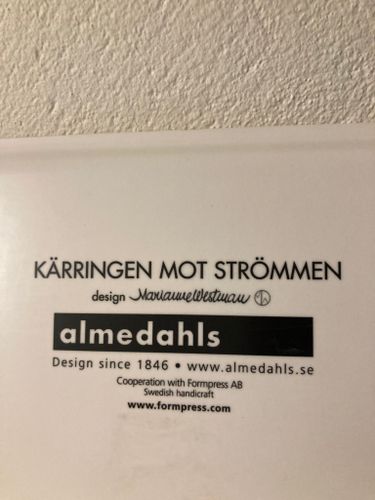 KÄRRINGEN MOT STRÖMMEN
design Marianne Westman
almedahls
Design since 1846 • www.almedahls.se
Cooperation with Formpress AB
Swedish handicraft
www.formpress.com